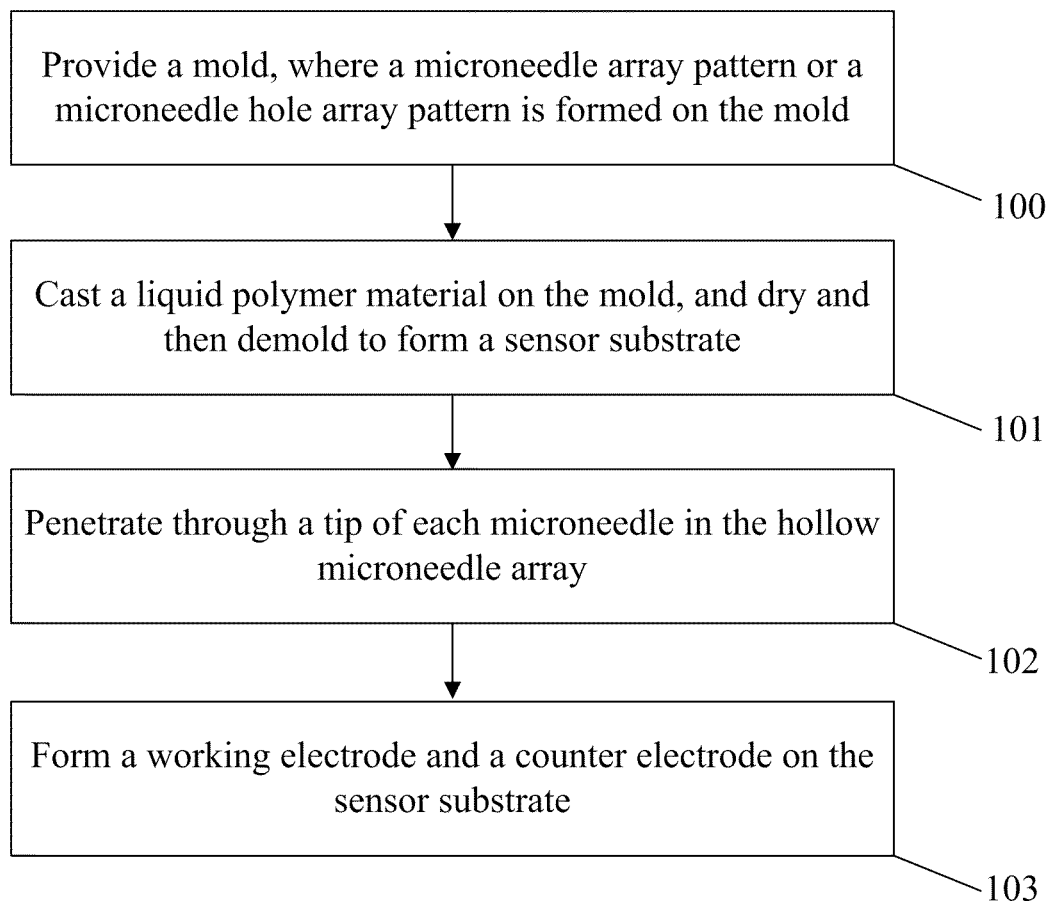 Provide a mold, where a microneedle array pattern or a
microneedle hole array pattern is formed on the mold
100
Cast a liquid polymer material on the mold, and dry and
then demold to form a sensor substrate
101
Penetrate through a tip of each microneedle in the hollow
microneedle array
102
Form a working electrode and a counter electrode on the
sensor substrate
103